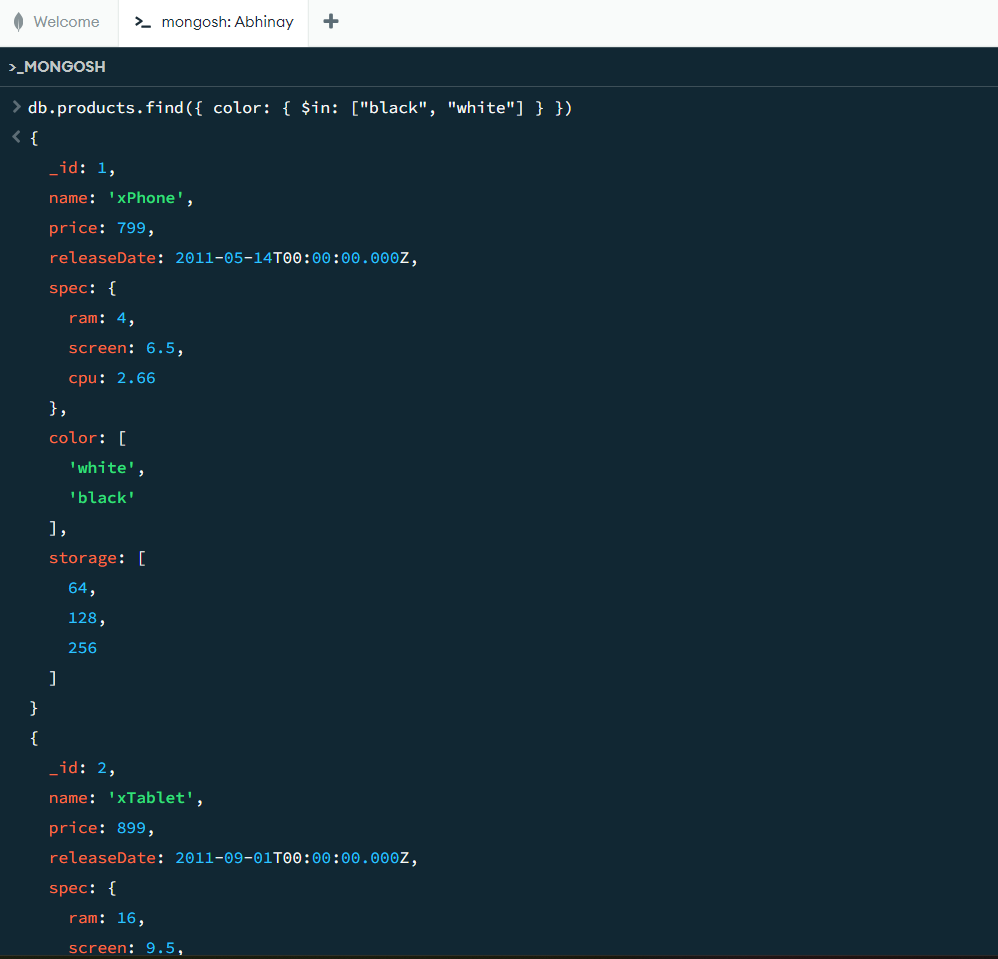 Welcome
>_ mongosh: Abhinay
+
>_MONGOSH
> db.products.find({ color: { $in: ["black", "white"] } })
< {
_id: 1,
name: 'xPhone',
price: 799,
releaseDate: 2011-05-14T00:00:00.000Z,
spec: {
ram: 4,
screen: 6.5,
cpu: 2.66
},
color: [
'white',
'black'
],
storage: [
64,
128,
256
]
}
{
_id: 2,
name: 'xTablet',
price: 899,
releaseDate: 2011-09-01T00:00:00.000Z,
spec: {
ram: 16,
screen: 9.5,